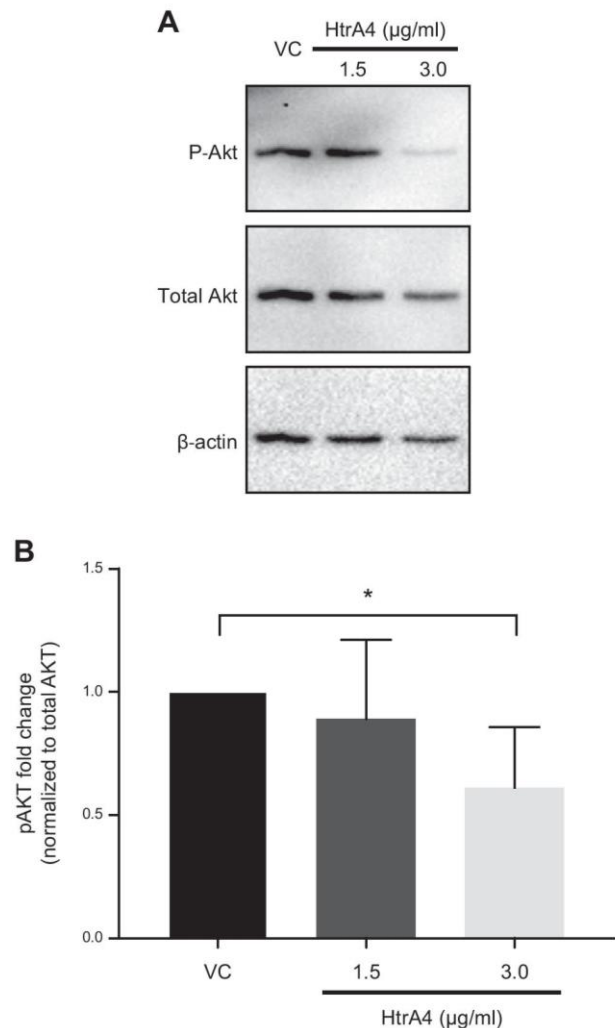 A
HtrA4 (μg/ml)
VC
1.5 3.0
P-Akt
Total Akt
β-actin
B
1.5
*
1.0
pAKT fold change
(normalized to total AKT)
0.5
0.0
VC 1.5 3.0
HtrA4 (μg/ml)